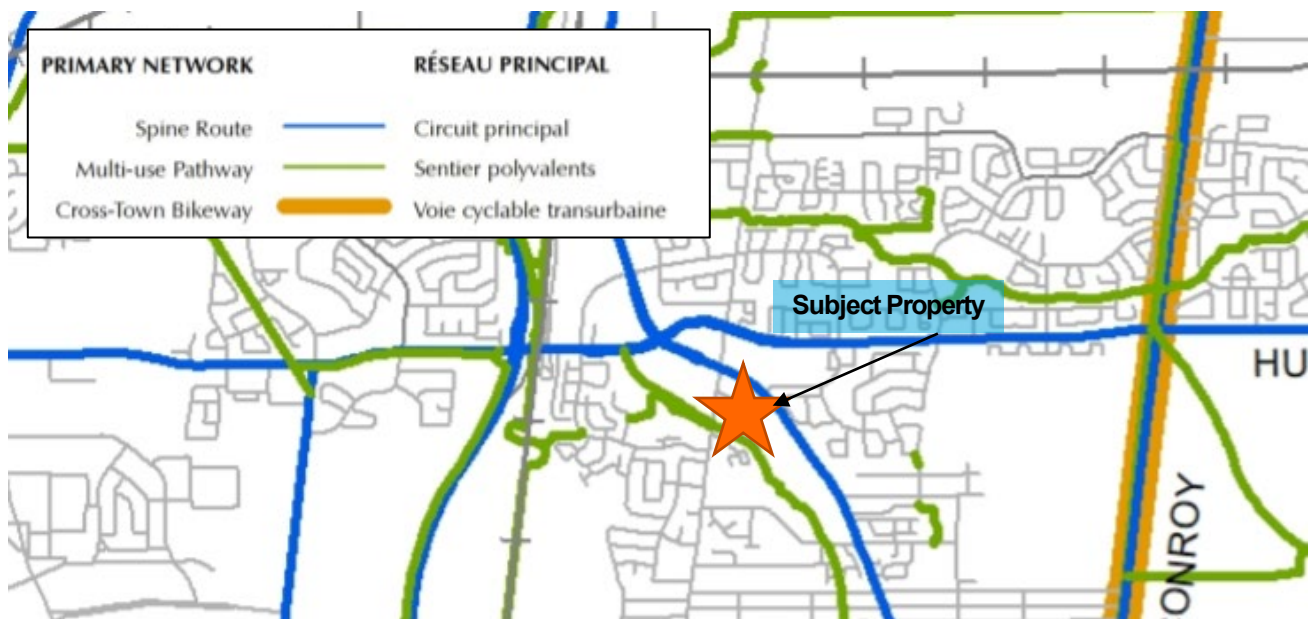 PRIMARY NETWORK RÉSEAU PRINCIPAL
Spine Route Circuit principal
Multi-use Pathway Sentier polyvalents
Cross-Town Bikeway Voie cyclable transurbaine
Subject Property
HU
ONROY